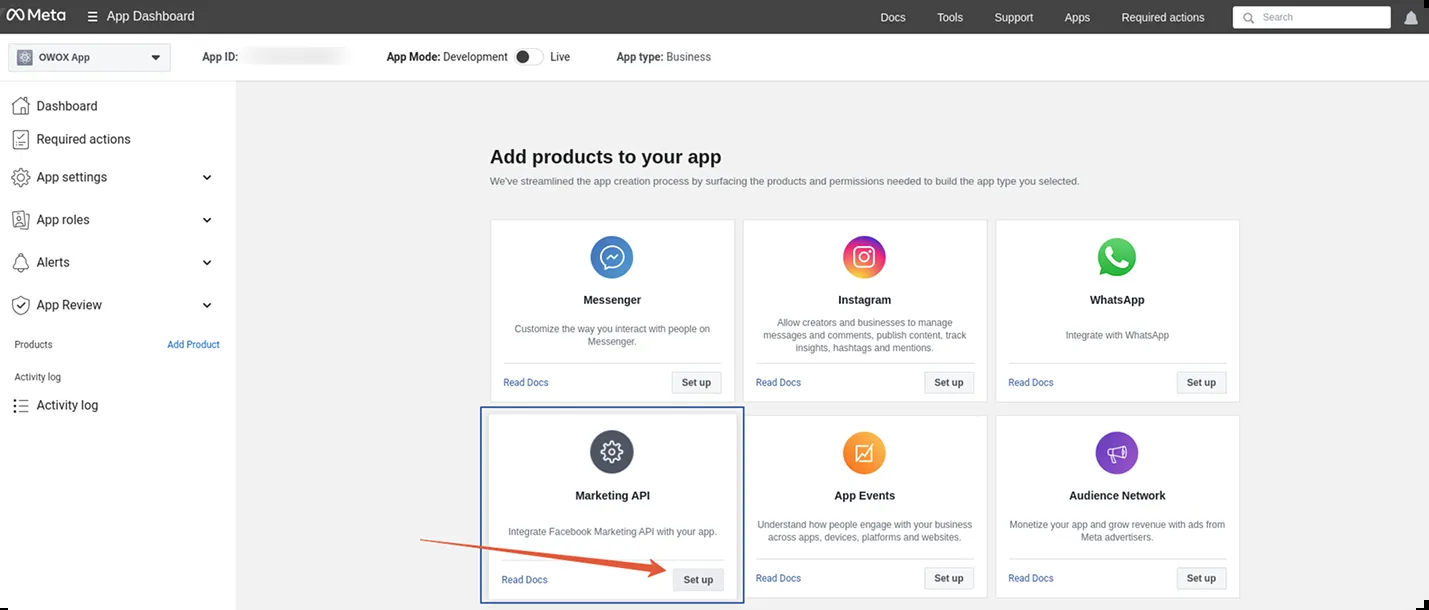 Meta
App Dashboard
Docs
Tools
Support
Apps
Required actions
Search
OWOX App
App ID:
App Mode: Development
Live
App type: Business
Dashboard
Required actions
App settings
App roles
Alerts
App Review
Products
Add Product
Activity log
Activity log
Add products to your app
We've streamlined the app creation process by surfacing the products and permissions needed to build the app type you selected.
Messenger
Customize the way you interact with people on
Messenger.
Read Docs
Set up
Instagram
Allow creators and businesses to manage
messages and comments, publish content, track
insights, hashtags and mentions.
Read Docs
Set up
WhatsApp
Integrate with WhatsApp
Read Docs
Set up
Marketing API
Integrate Facebook Marketing API with your app.
Read Docs
Set up
App Events
Understand how people engage with your business
across apps, devices, platforms and websites.
Read Docs
Set up
Audience Network
Monetize your app and grow revenue with ads from
Meta advertisers.
Read Docs
Set up